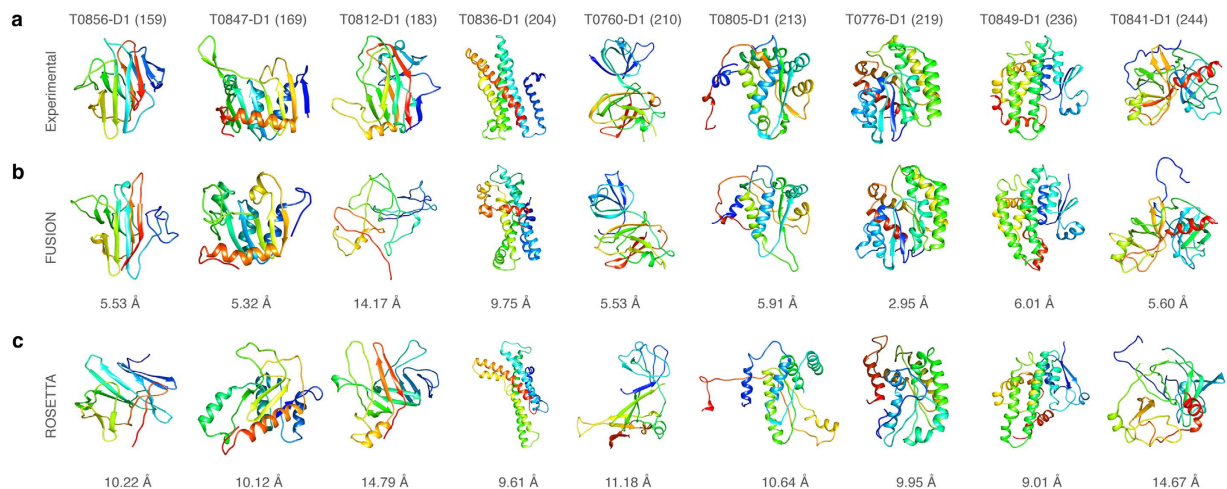 a T0856-D1 (159) T0847-D1 (169) T0812-D1 (183) T0836-D1 (204) T0760-D1 (210) T0805-D1 (213) T0776-D1 (219) T0849-D1 (236) T0841-D1 (244)
Experimental
b
FUSION
5.53 Å 5.32 Å 14.17 Å 9.75 Å 5.53 Å 5.91 Å 2.95 Å 6.01 Å 5.60 Å
c
ROSETTA
10.22 Å 10.12 Å 14.79 Å 9.61 Å 11.18 Å 10.64 Å 9.95 Å 9.01 Å 14.67 Å